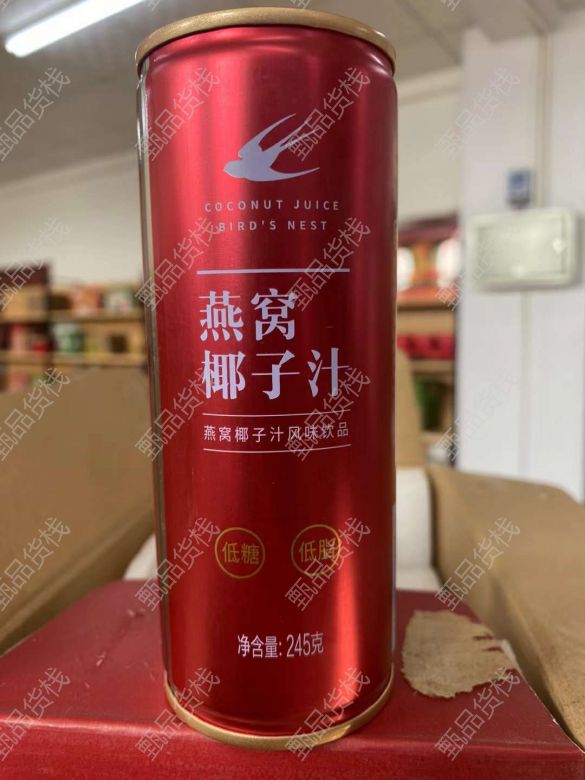 COCONUT JUICE
BIRD'S NEST
燕窝
椰子汁
燕窝椰子汁风味饮品
低糖
低脂
净含量: 245克
甄品货栈